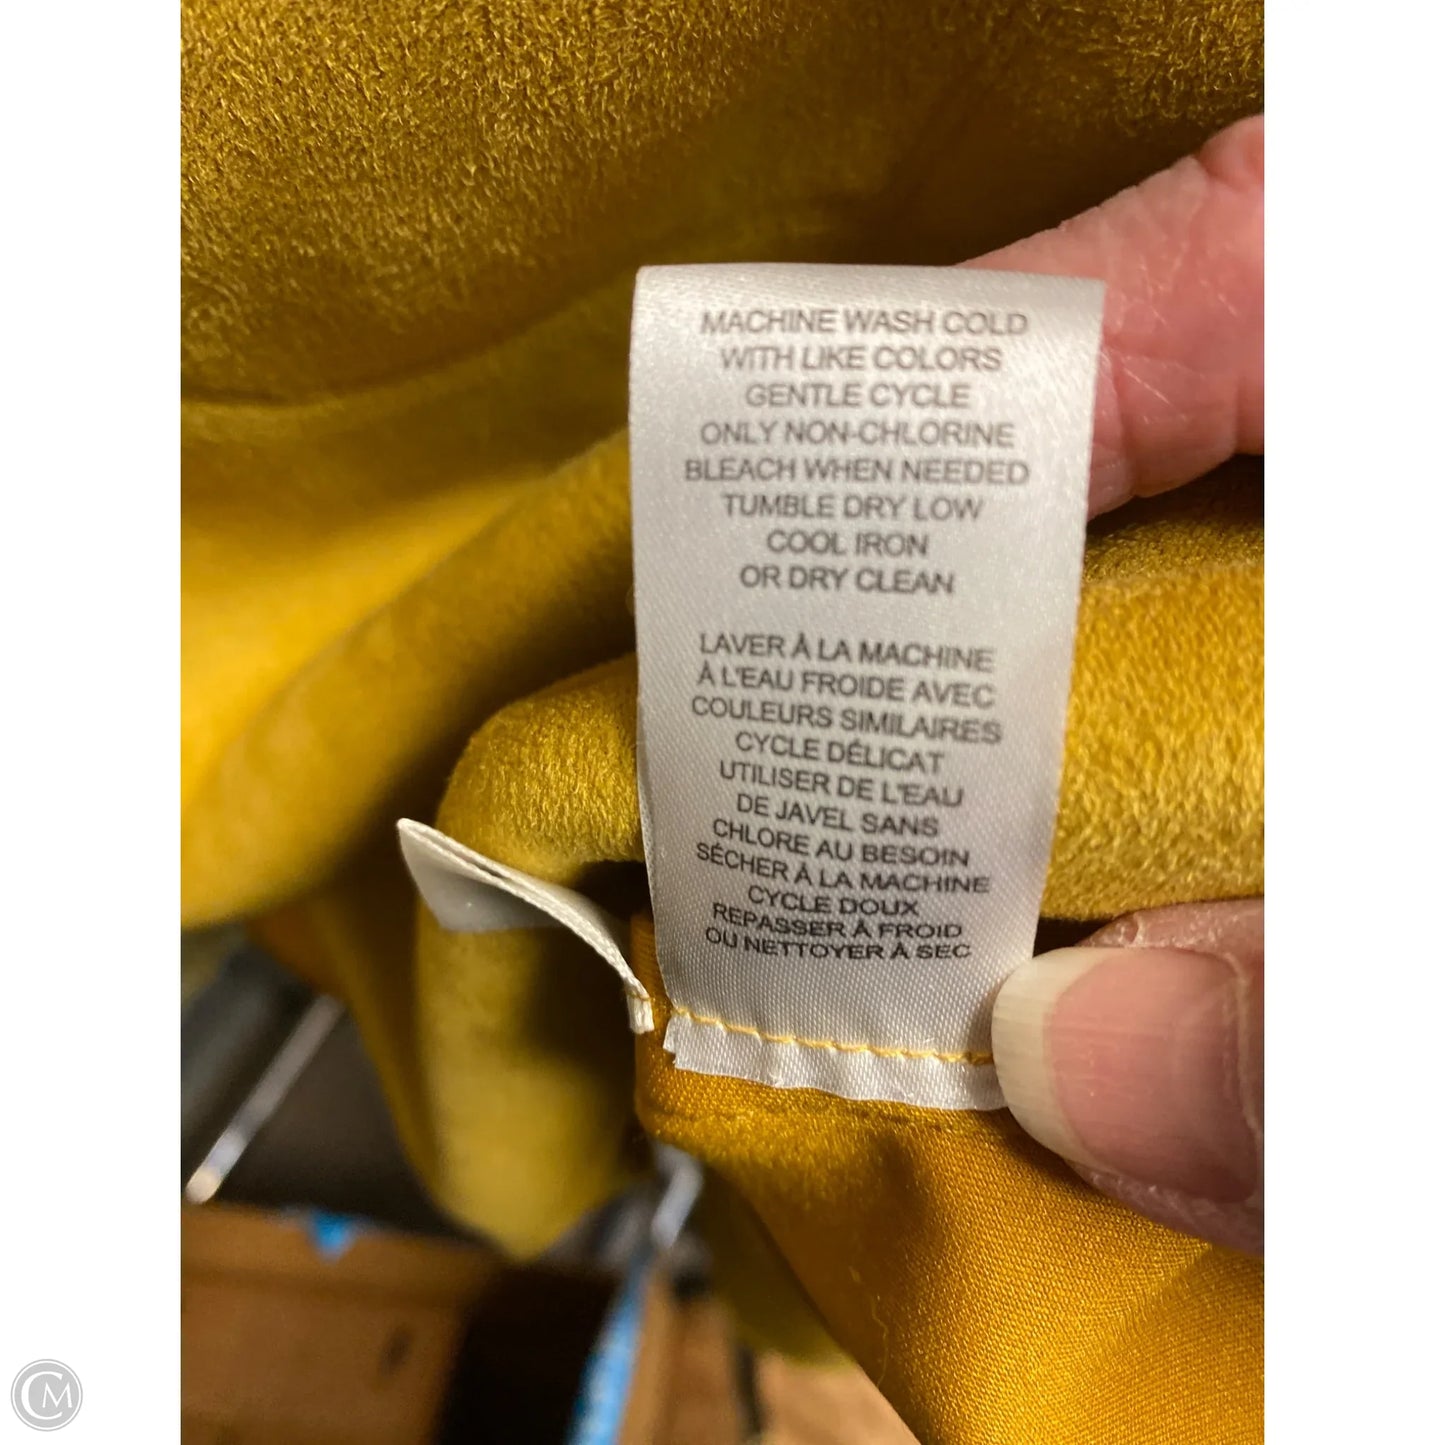 MACHINE WASH COLD
WITH LIKE COLORS
GENTLE CYCLE
ONLY NON-CHLORINE
BLEACH WHEN NEEDED
TUMBLE DRY LOW
COOL IRON
OR DRY CLEAN
LAVER À LA MACHINE
À L'EAU FROIDE AVEC
COULEURS SIMILAIRES
CYCLE DÉLICAT
UTILISER DE L'EAU
DE JAVEL SANS
CHLORE AU BESOIN
SÉCHER À LA MACHINE
CYCLE DOUX
REPASSER À FROID
OU NETTOYER À SEC
CM